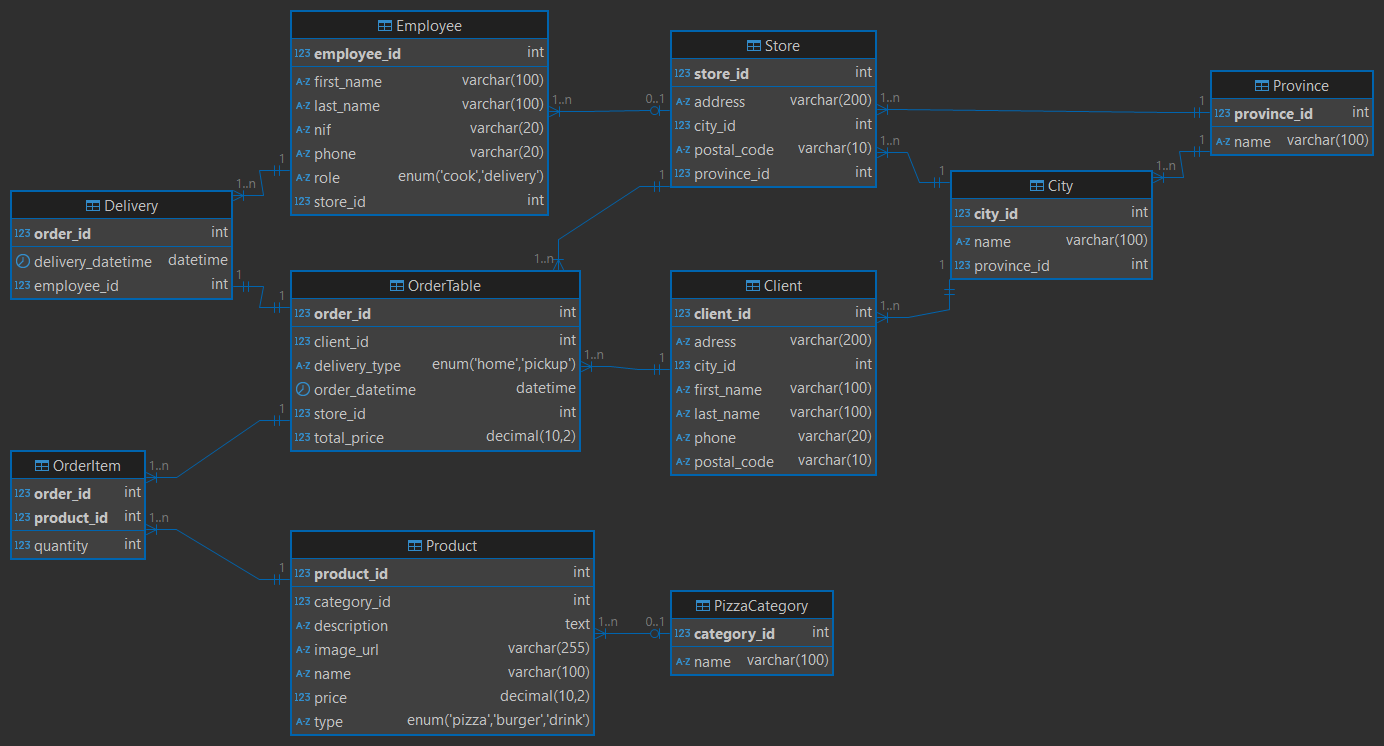 Employee
123 employee_id int
A-Z first_name varchar(100)
A-Z last_name varchar(100)
A-Z nif varchar(20)
A-Z phone varchar(20)
A-Z role enum('cook','delivery')
123 store_id int
1..n
0..1
Store
123 store_id int
A-Z address varchar(200)
123 city_id int
A-Z postal_code varchar(10)
123 province_id int
1..n
1
1..n
1
1
Province
123 province_id int
A-Z name varchar(100)
1
1..n
City
123 city_id int
A-Z name varchar(100)
123 province_id int
1
1
1..n
Delivery
123 order_id int
delivery_datetime datetime
123 employee_id int
1
1
1..n
OrderTable
123 order_id int
123 client_id int
A-Z delivery_type enum('home','pickup')
order_datetime datetime
123 store_id int
123 total_price decimal(10,2)
1..n
1
Client
123 client_id int
A-Z adress varchar(200)
123 city_id int
A-Z first_name varchar(100)
A-Z last_name varchar(100)
A-Z phone varchar(20)
A-Z postal_code varchar(10)
1..n
1
1..n
OrderItem
123 order_id int
123 product_id int
123 quantity int
1..n
1
Product
123 product_id int
123 category_id int
A-Z description text
A-Z image_url varchar(255)
A-Z name varchar(100)
123 price decimal(10,2)
A-Z type enum('pizza','burger','drink')
1..n
0..1
PizzaCategory
123 category_id int
A-Z name varchar(100)